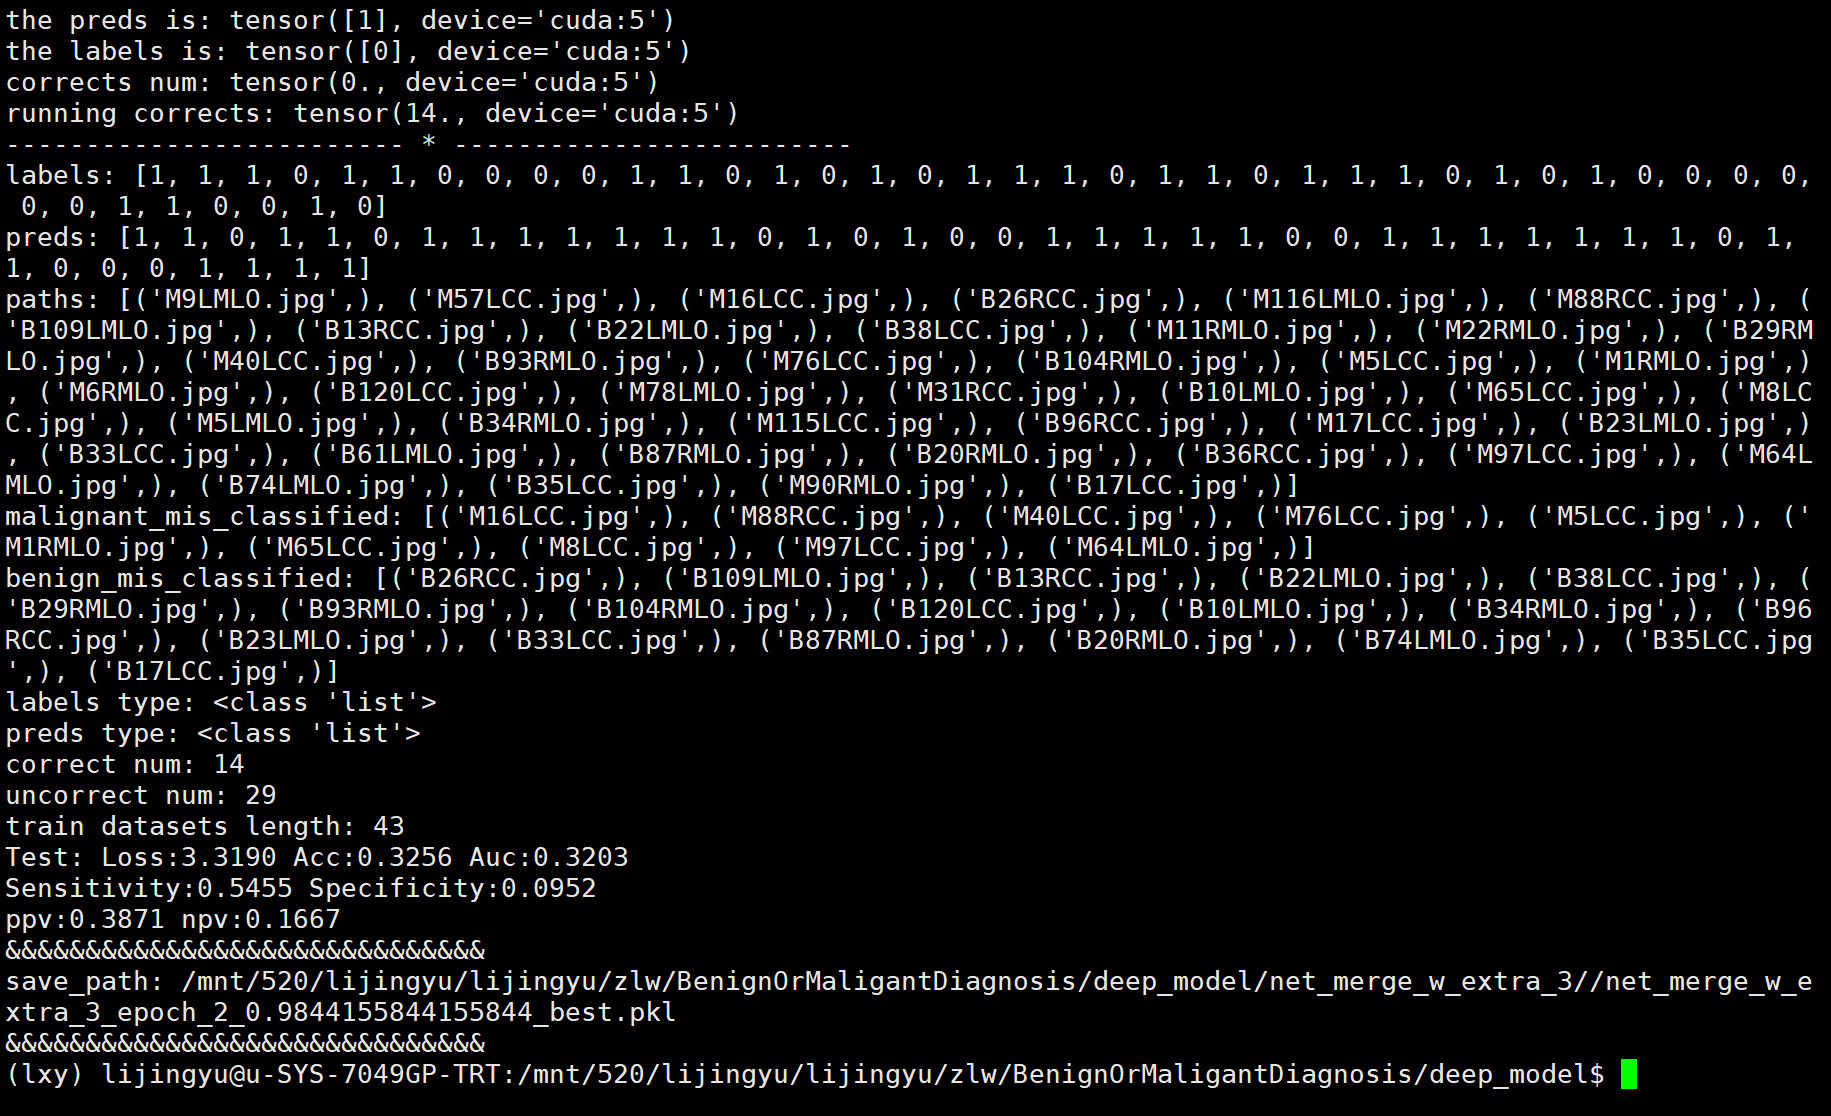 the preds is: tensor([1], device='cuda:5')
the labels is: tensor([0], device='cuda:5')
corrects num: tensor(0., device='cuda:5')
running corrects: tensor(14., device='cuda:5')
------------------------- * -------------------------
labels: [1, 1, 1, 0, 1, 1, 0, 0, 0, 0, 1, 1, 0, 1, 0, 1, 0, 1, 1, 1, 0, 1, 1, 0, 1, 1, 1, 0, 1, 0, 1, 0, 0, 0, 0,
 0, 0, 1, 1, 0, 0, 1, 0]
preds: [1, 1, 0, 1, 1, 0, 1, 1, 1, 1, 1, 1, 1, 0, 1, 0, 1, 0, 0, 1, 1, 1, 1, 1, 0, 0, 1, 1, 1, 1, 1, 1, 1, 0, 1,
1, 0, 0, 0, 1, 1, 1, 1]
paths: [('M9LMLO.jpg',), ('M57LCC.jpg',), ('M16LCC.jpg',), ('B26RCC.jpg',), ('M116LMLO.jpg',), ('M88RCC.jpg',), (
'B109LMLO.jpg',), ('B13RCC.jpg',), ('B22LMLO.jpg',), ('B38LCC.jpg',), ('M11RMLO.jpg',), ('M22RMLO.jpg',), ('B29RM
LO.jpg',), ('M40LCC.jpg',), ('B93RMLO.jpg',), ('M76LCC.jpg',), ('B104RMLO.jpg',), ('M5LCC.jpg',), ('M1RMLO.jpg',)
, ('M6RMLO.jpg',), ('B120LCC.jpg',), ('M78LMLO.jpg',), ('M31RCC.jpg',), ('B10LMLO.jpg',), ('M65LCC.jpg',), ('M8LC
C.jpg',), ('M5LMLO.jpg',), ('B34RMLO.jpg',), ('M115LCC.jpg',), ('B96RCC.jpg',), ('M17LCC.jpg',), ('B23LMLO.jpg',)
, ('B33LCC.jpg',), ('B61LMLO.jpg',), ('B87RMLO.jpg',), ('B20RMLO.jpg',), ('B36RCC.jpg',), ('M97LCC.jpg',), ('M64L
MLO.jpg',), ('B74LMLO.jpg',), ('B35LCC.jpg',), ('M90RMLO.jpg',), ('B17LCC.jpg',)]
malignant_mis_classified: [('M16LCC.jpg',), ('M88RCC.jpg',), ('M40LCC.jpg',), ('M76LCC.jpg',), ('M5LCC.jpg',), ('
M1RMLO.jpg',), ('M65LCC.jpg',), ('M8LCC.jpg',), ('M97LCC.jpg',), ('M64LMLO.jpg',)]
benign_mis_classified: [('B26RCC.jpg',), ('B109LMLO.jpg',), ('B13RCC.jpg',), ('B22LMLO.jpg',), ('B38LCC.jpg',), (
'B29RMLO.jpg',), ('B93RMLO.jpg',), ('B104RMLO.jpg',), ('B120LCC.jpg',), ('B10LMLO.jpg',), ('B34RMLO.jpg',), ('B96
RCC.jpg',), ('B23LMLO.jpg',), ('B33LCC.jpg',), ('B87RMLO.jpg',), ('B20RMLO.jpg',), ('B74LMLO.jpg',), ('B35LCC.jpg
',), ('B17LCC.jpg',)]
labels type: <class 'list'>
preds type: <class 'list'>
correct num: 14
uncorrect num: 29
train datasets length: 43
Test: Loss:3.3190 Acc:0.3256 Auc:0.3203
Sensitivity:0.5455 Specificity:0.0952
ppv:0.3871 npv:0.1667
&&&&&&&&&&&&&&&&&&&&&&&&&&&&&&
save_path: /mnt/520/lijingyu/lijingyu/zlw/BenignOrMaligantDiagnosis/deep_model/net_merge_w_extra_3//net_merge_w_e
xtra_3_epoch_2_0.9844155844155844_best.pkl
&&&&&&&&&&&&&&&&&&&&&&&&&&&&&&
(lxy) lijingyu@u-SYS-7049GP-TRT:/mnt/520/lijingyu/lijingyu/zlw/BenignOrMaligantDiagnosis/deep_model$